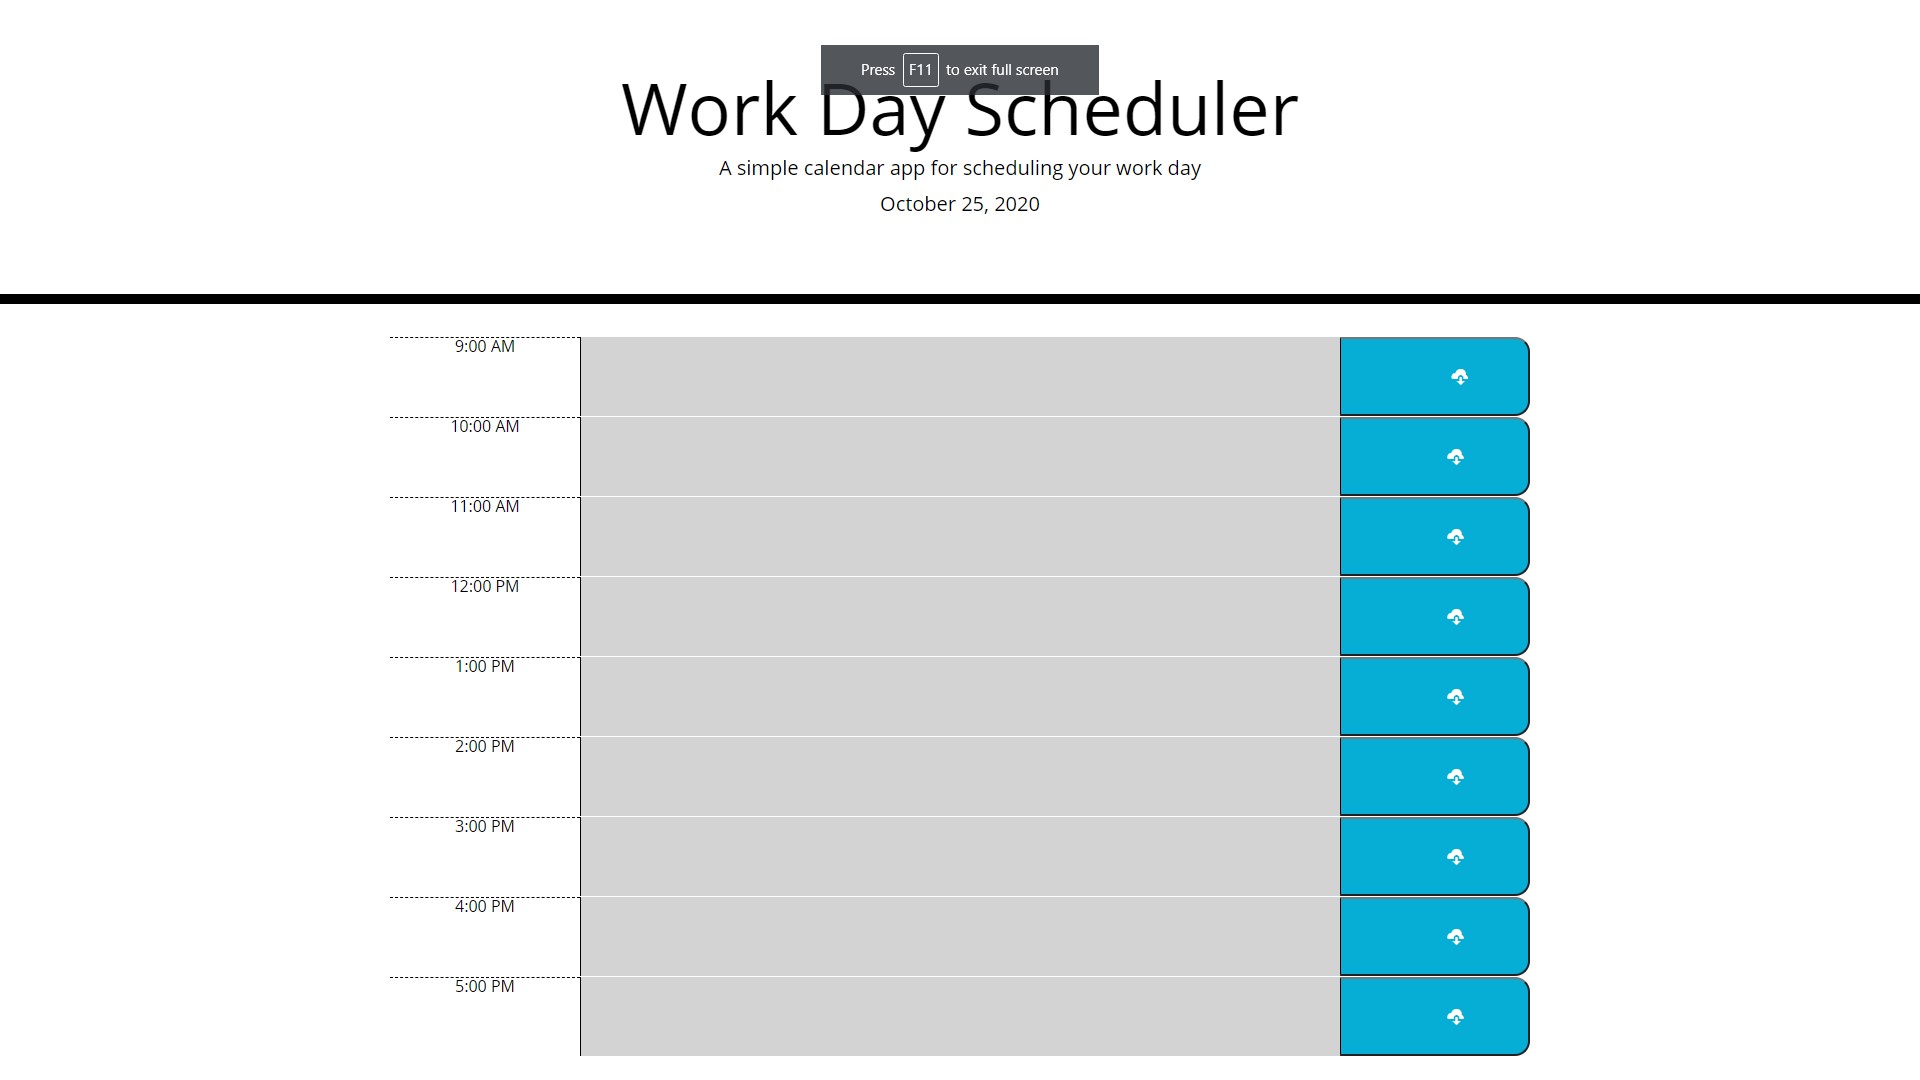 Press F11 to exit full screen
Work Day Scheduler
A simple calendar app for scheduling your work day
October 25, 2020
9:00 AM
10:00 AM
11:00 AM
12:00 PM
1:00 PM
2:00 PM
3:00 PM
4:00 PM
5:00 PM